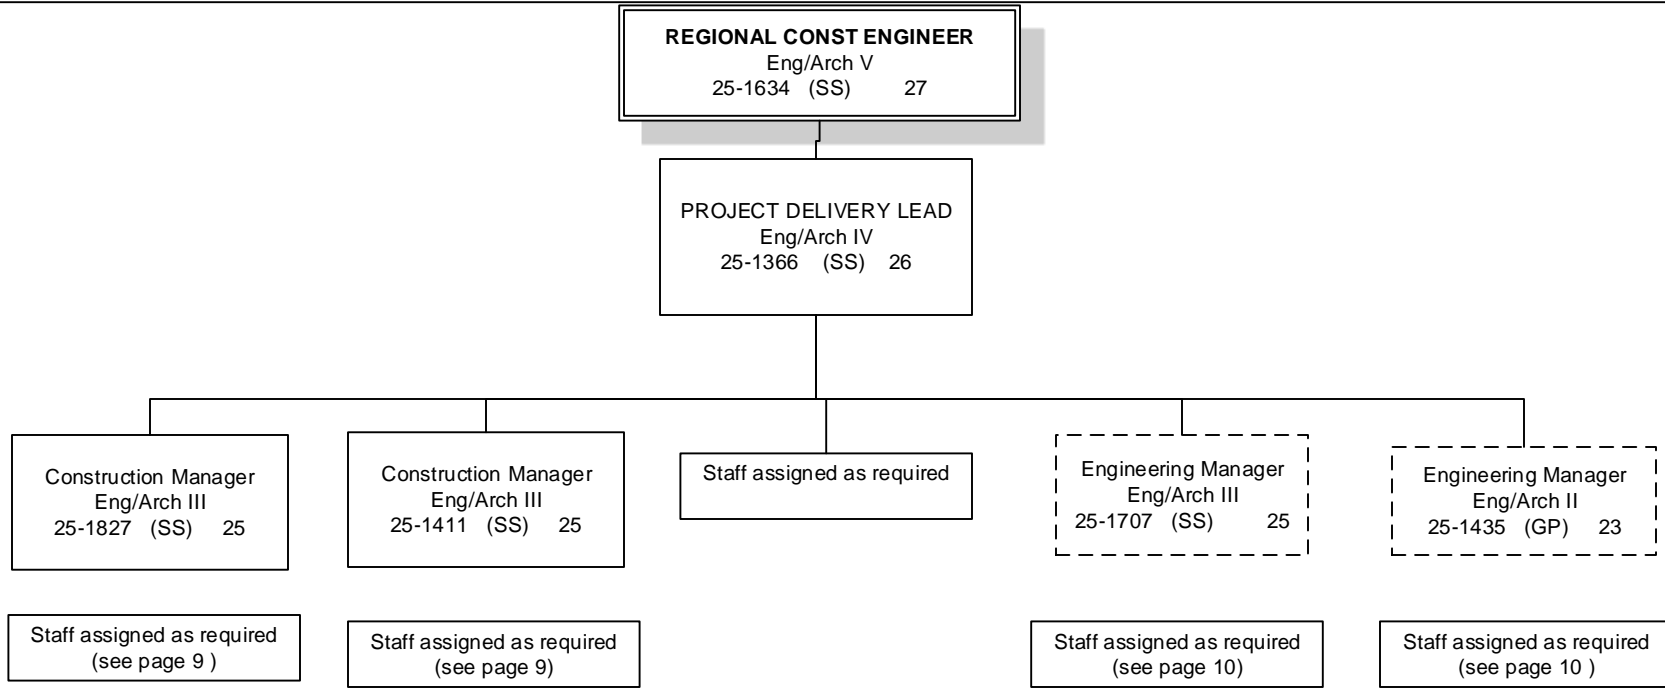 REGIONAL CONST ENGINEER
Eng/Arch V
25-1634 (SS) 27
PROJECT DELIVERY LEAD
Eng/Arch IV
25-1366 (SS) 26
Construction Manager
Eng/Arch III
25-1827 (SS) 25
Construction Manager
Eng/Arch III
25-1411 (SS) 25
Staff assigned as required
Engineering Manager
Eng/Arch III
25-1707 (SS) 25
Engineering Manager
Eng/Arch II
25-1435 (GP) 23
Staff assigned as required
(see page 9 )
Staff assigned as required
(see page 9)
Staff assigned as required
(see page 10)
Staff assigned as required
(see page 10 )